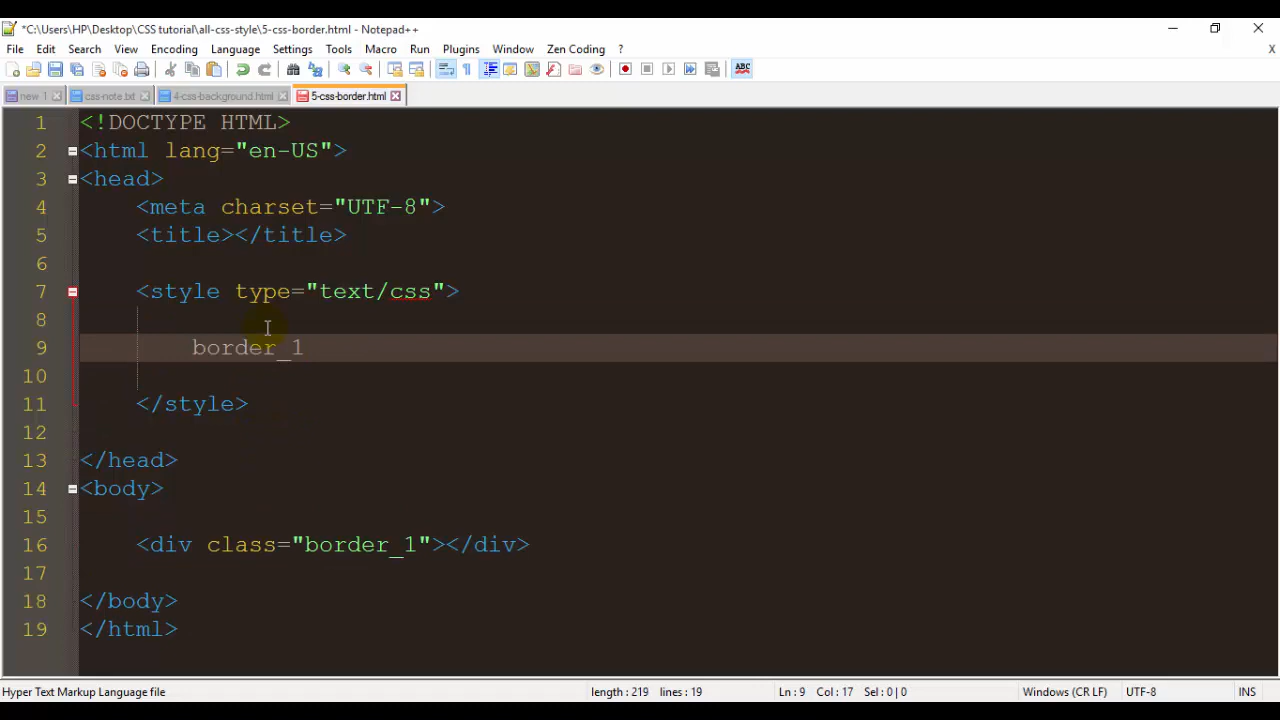 *C:\Users\HP\Desktop\CSS tutorial\all-css-style\5-css-border.html - Notepad++
File Edit Search View Encoding Language Settings Tools Macro Run Plugins Window Zen Coding ? X
new 1 css-note.txt 4-css-background.html 5-css-border.html
1 <!DOCTYPE HTML>
2 <html lang="en-US">
3 <head>
4 <meta charset="UTF-8">
5 <title></title>
6
7 <style type="text/css">
8
9 border_1
10
11 </style>
12
13 </head>
14 <body>
15
16 <div class="border_1"></div>
17
18 </body>
19 </html>
Hyper Text Markup Language file length : 219 lines : 19 Ln : 9 Col : 17 Sel : 0 | 0 Windows (CR LF) UTF-8 INS